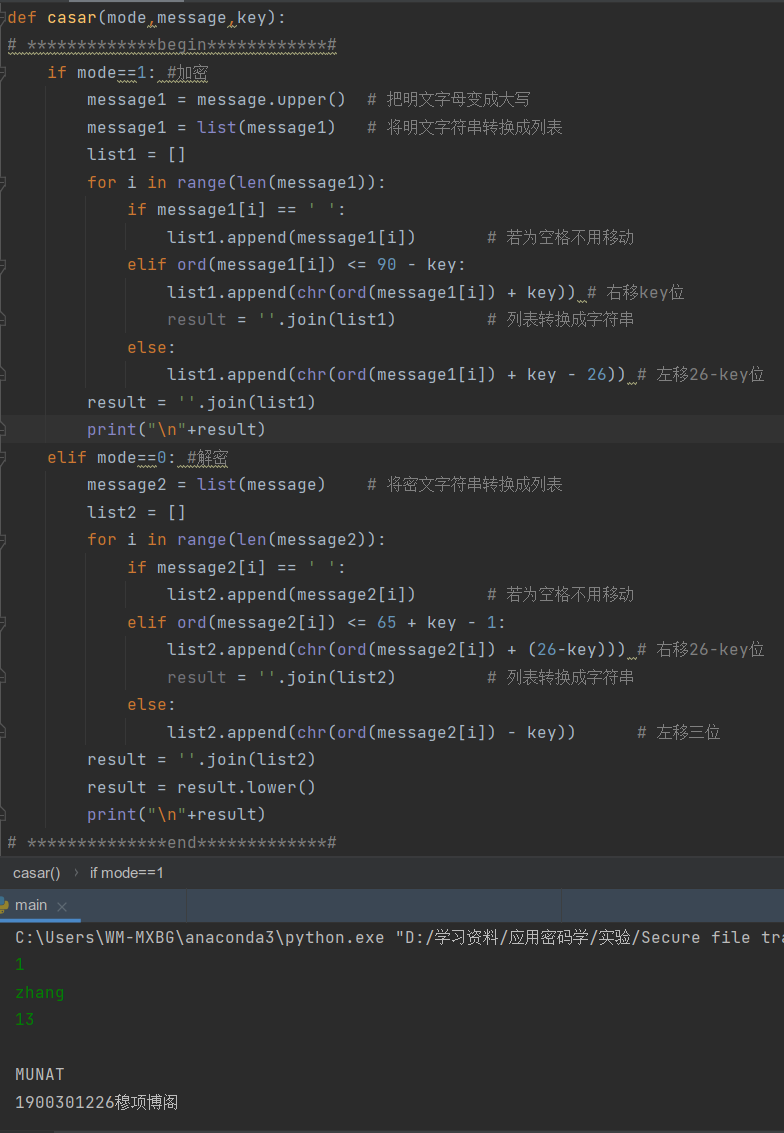 def casar(mode,message,key):
# *************begin************#
    if mode==1: #加密
        message1 = message.upper()  # 把明文字母变成大写
        message1 = list(message1)   # 将明文字符串转换成列表
        list1 = []
        for i in range(len(message1)):
            if message1[i] == ' ':
                list1.append(message1[i])       # 若为空格不用移动
            elif ord(message1[i]) <= 90 - key:
                list1.append(chr(ord(message1[i]) + key)) # 右移key位
                result = ''.join(list1)         # 列表转换成字符串
            else:
                list1.append(chr(ord(message1[i]) + key - 26)) # 左移26-key位
        result = ''.join(list1)
        print("\n"+result)
    elif mode==0: #解密
        message2 = list(message)    # 将密文字符串转换成列表
        list2 = []
        for i in range(len(message2)):
            if message2[i] == ' ':
                list2.append(message2[i])       # 若为空格不用移动
            elif ord(message2[i]) <= 65 + key - 1:
                list2.append(chr(ord(message2[i]) + (26-key))) # 右移26-key位
                result = ''.join(list2)         # 列表转换成字符串
            else:
                list2.append(chr(ord(message2[i]) - key))      # 左移三位
        result = ''.join(list2)
        result = result.lower()
        print("\n"+result)
# **************end*************#
casar() › if mode==1
main ×
C:\Users\WM-MXBG\anaconda3\python.exe "D:/学习资料/应用密码学/实验/Secure file tra
1
zhang
13
MUNAT
1900301226穆项博阁